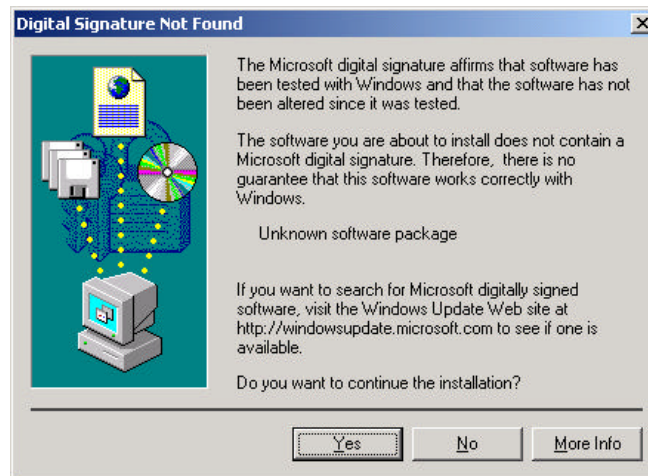 Digital Signature Not Found
The Microsoft digital signature affirms that software has
been tested with Windows and that the software has not
been altered since it was tested.
The software you are about to install does not contain a
Microsoft digital signature. Therefore,  there is no
guarantee that this software works correctly with
Windows.
Unknown software package
If you want to search for Microsoft digitally signed
software, visit the Windows Update Web site at
http://windowsupdate.microsoft.com to see if one is
available.
Do you want to continue the installation?
Yes
No
More Info